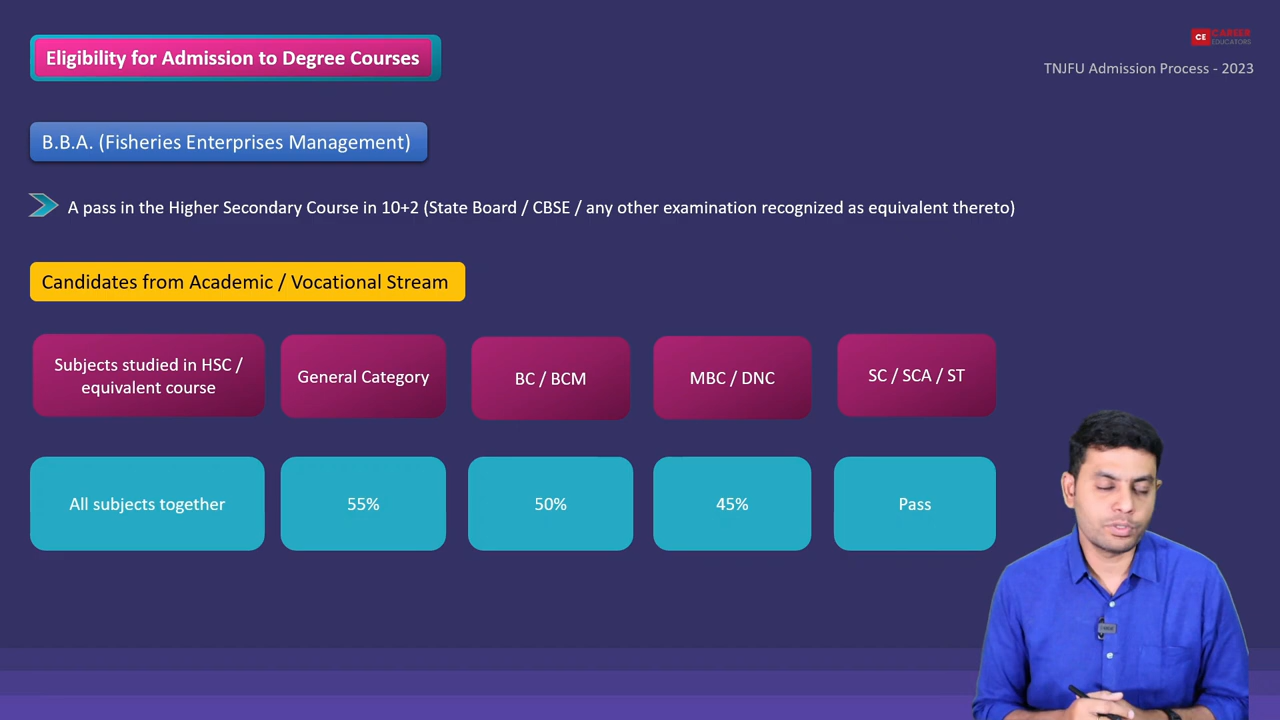 Eligibility for Admission to Degree Courses
CE CAREER
EDUCATORS
TNJFU Admission Process - 2023
B.B.A. (Fisheries Enterprises Management)
A pass in the Higher Secondary Course in 10+2 (State Board / CBSE / any other examination recognized as equivalent thereto)
Candidates from Academic / Vocational Stream
Subjects studied in HSC /
equivalent course
General Category
BC / BCM
MBC / DNC
SC / SCA / ST
All subjects together
55%
50%
45%
Pass